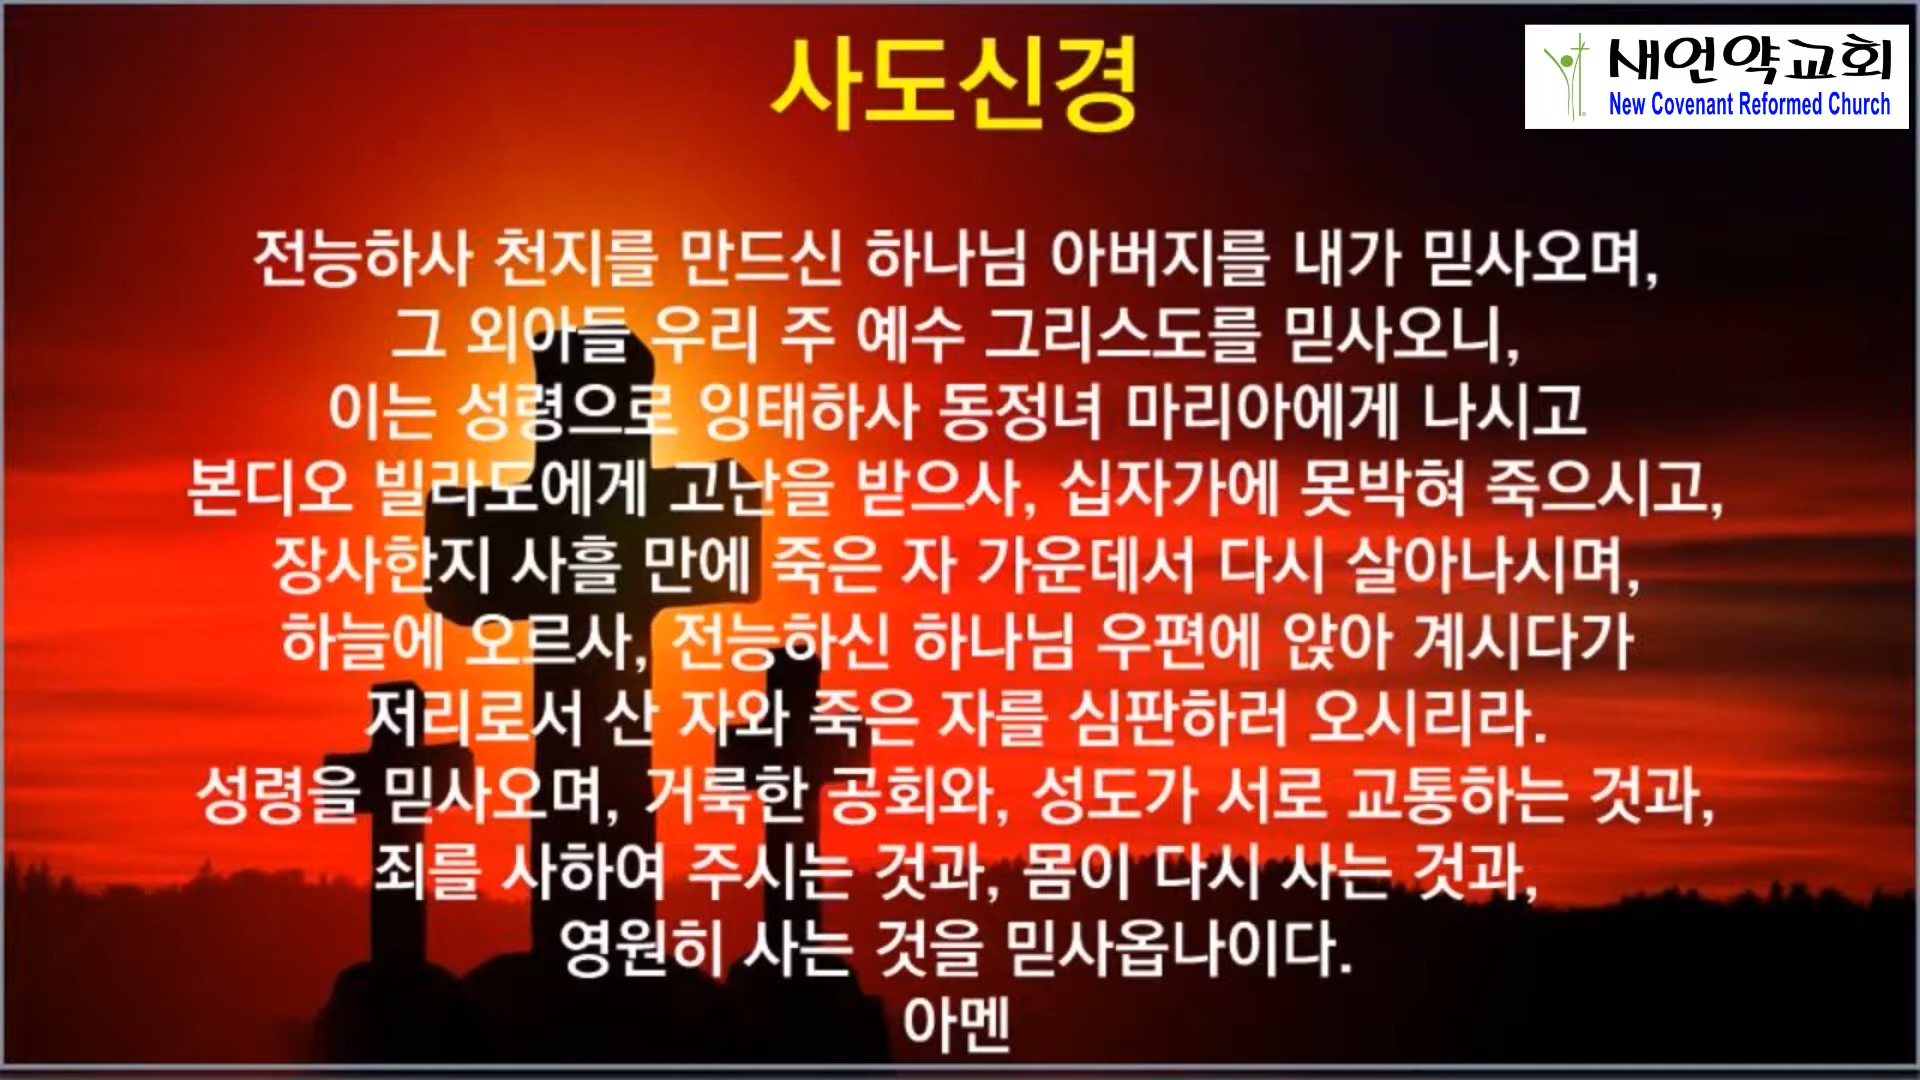 사도신경
새언약교회
New Covenant Reformed Church
전능하사 천지를 만드신 하나님 아버지를 내가 믿사오며,
그 외아들 우리 주 예수 그리스도를 믿사오니,
이는 성령으로 잉태하사 동정녀 마리아에게 나시고
본디오 빌라도에게 고난을 받으사, 십자가에 못박혀 죽으시고,
장사한지 사흘 만에 죽은 자 가운데서 다시 살아나시며,
하늘에 오르사, 전능하신 하나님 우편에 앉아 계시다가
저리로서 산 자와 죽은 자를 심판하러 오시리라.
성령을 믿사오며, 거룩한 공회와, 성도가 서로 교통하는 것과,
죄를 사하여 주시는 것과, 몸이 다시 사는 것과,
영원히 사는 것을 믿사옵나이다.
아멘